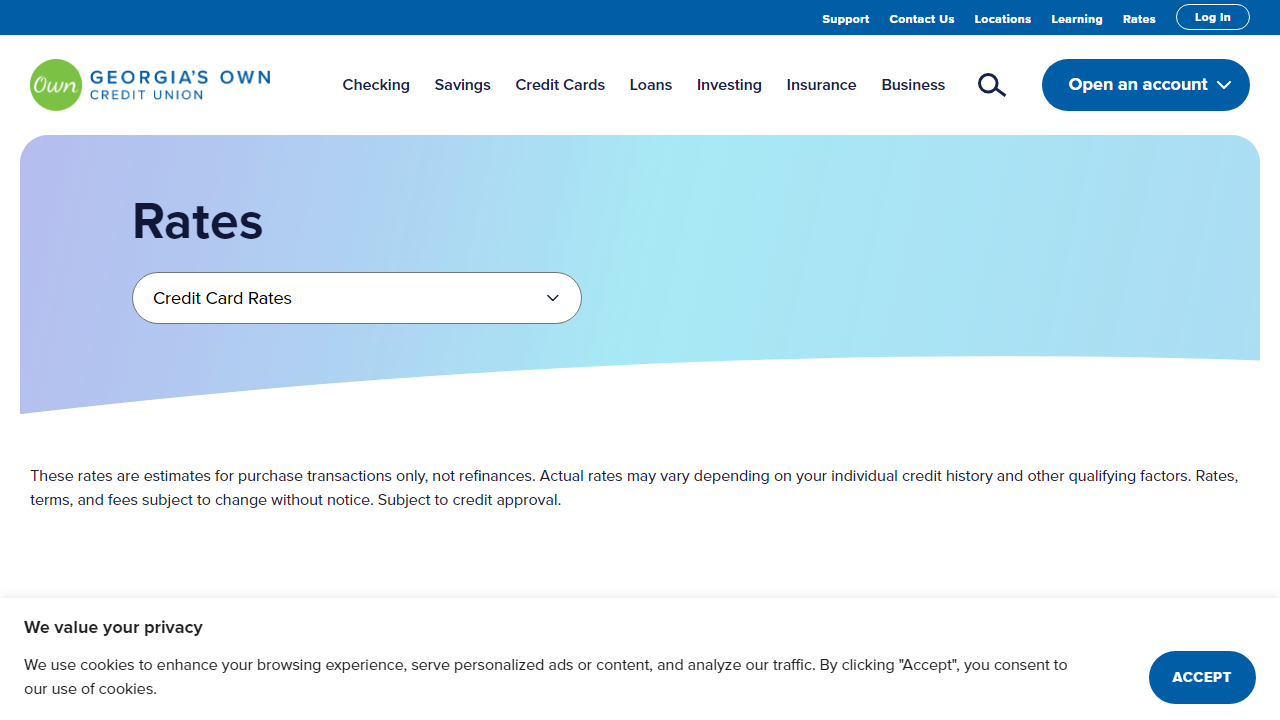 Support Contact Us Locations Learning Rates Log In
Own GEORGIA'S OWN
CREDIT UNION
Checking Savings Credit Cards Loans Investing Insurance Business Open an account
Rates
Credit Card Rates
These rates are estimates for purchase transactions only, not refinances. Actual rates may vary depending on your individual credit history and other qualifying factors. Rates,
terms, and fees subject to change without notice. Subject to credit approval.
We value your privacy
We use cookies to enhance your browsing experience, serve personalized ads or content, and analyze our traffic. By clicking "Accept", you consent to
our use of cookies.
ACCEPT